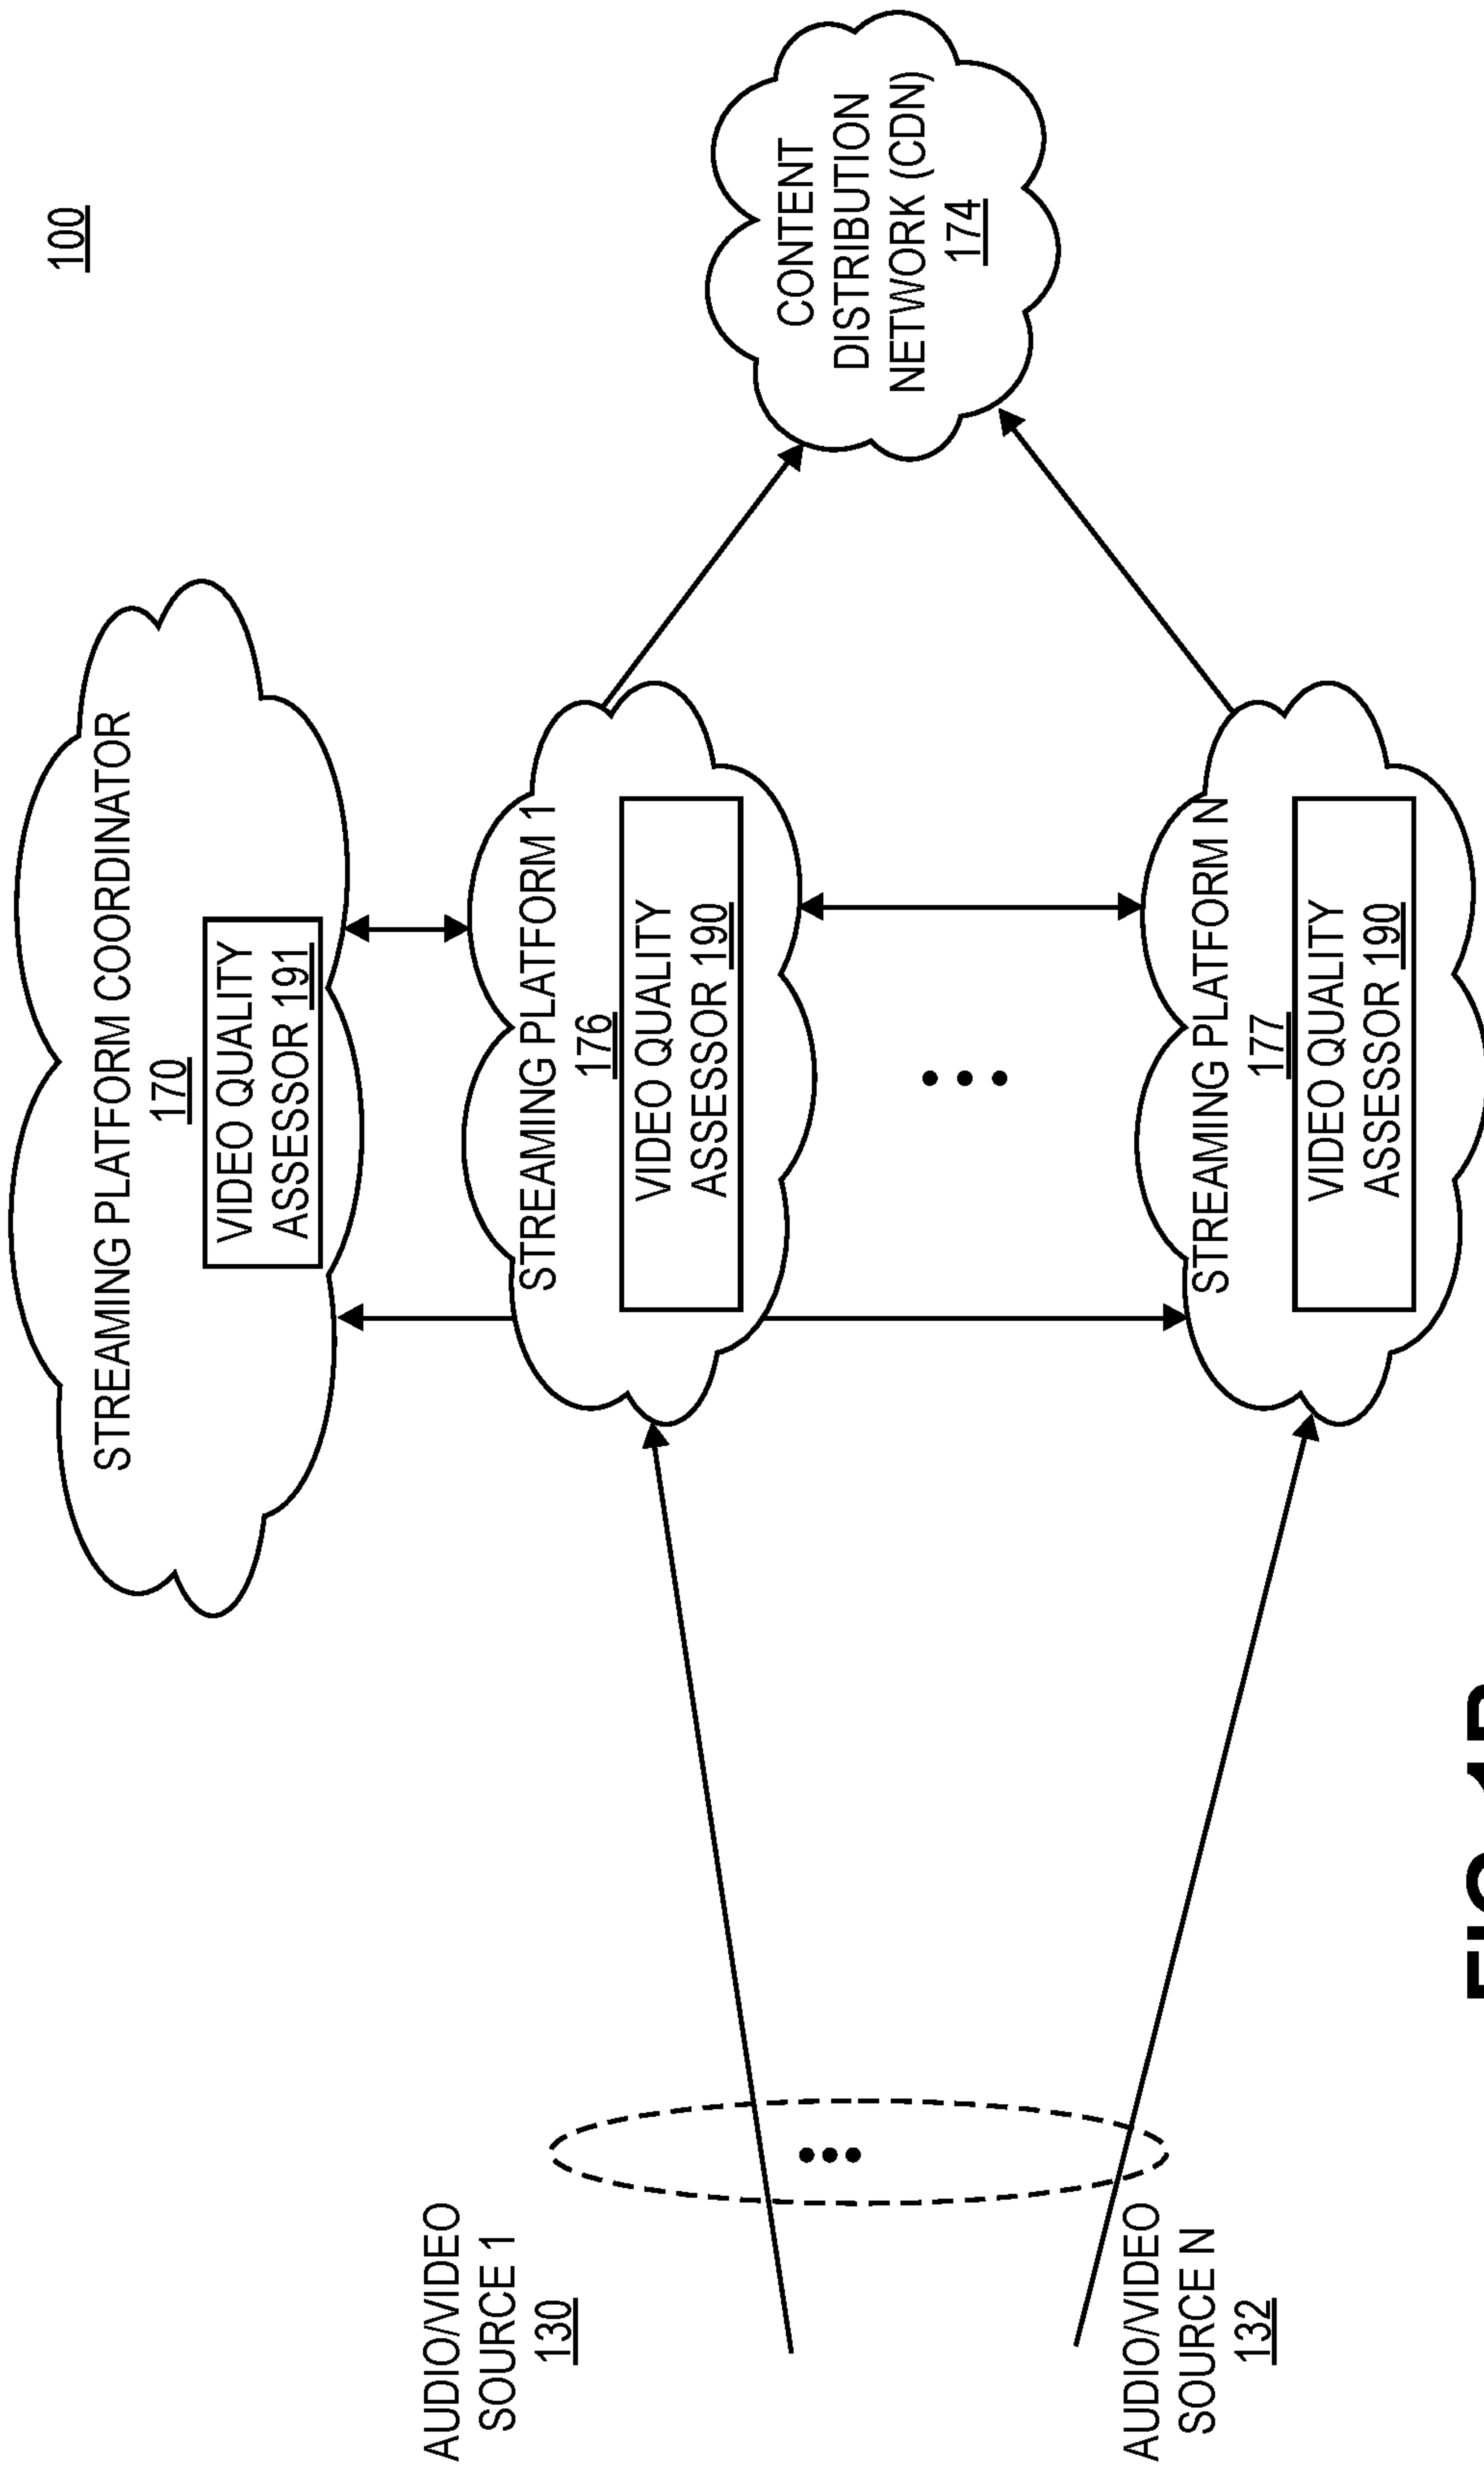 100
STREAMING PLATFORM COORDINATOR
170
VIDEO QUALITY
ASSESSOR 191
AUDIO/VIDEO
SOURCE 1
130
STREAMING PLATFORM 1
176
VIDEO QUALITY
ASSESSOR 190
CONTENT
DISTRIBUTION
NETWORK (CDN)
174
AUDIO/VIDEO
SOURCE N
132
STREAMING PLATFORM N
177
VIDEO QUALITY
ASSESSOR 190